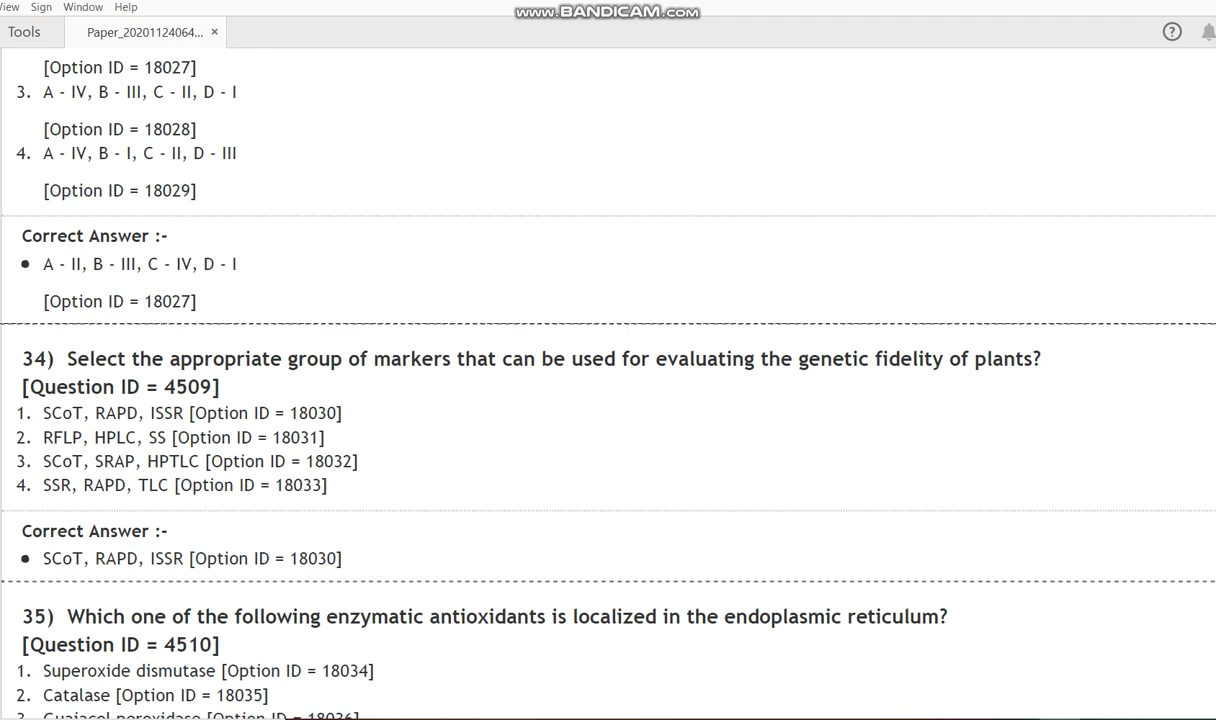 View Sign Window Help
www.BANDICAM.com
Tools Paper_20201124064... ×
[Option ID = 18027]
3. A - IV, B - III, C - II, D - I
[Option ID = 18028]
4. A - IV, B - I, C - II, D - III
[Option ID = 18029]
Correct Answer :-
• A - II, B - III, C - IV, D - I
[Option ID = 18027]
34) Select the appropriate group of markers that can be used for evaluating the genetic fidelity of plants?
[Question ID = 4509]
1. SCoT, RAPD, ISSR [Option ID = 18030]
2. RFLP, HPLC, SS [Option ID = 18031]
3. SCoT, SRAP, HPTLC [Option ID = 18032]
4. SSR, RAPD, TLC [Option ID = 18033]
Correct Answer :-
• SCoT, RAPD, ISSR [Option ID = 18030]
35) Which one of the following enzymatic antioxidants is localized in the endoplasmic reticulum?
[Question ID = 4510]
1. Superoxide dismutase [Option ID = 18034]
2. Catalase [Option ID = 18035]
3. Guaiacol peroxidase [Option ID = 18036]